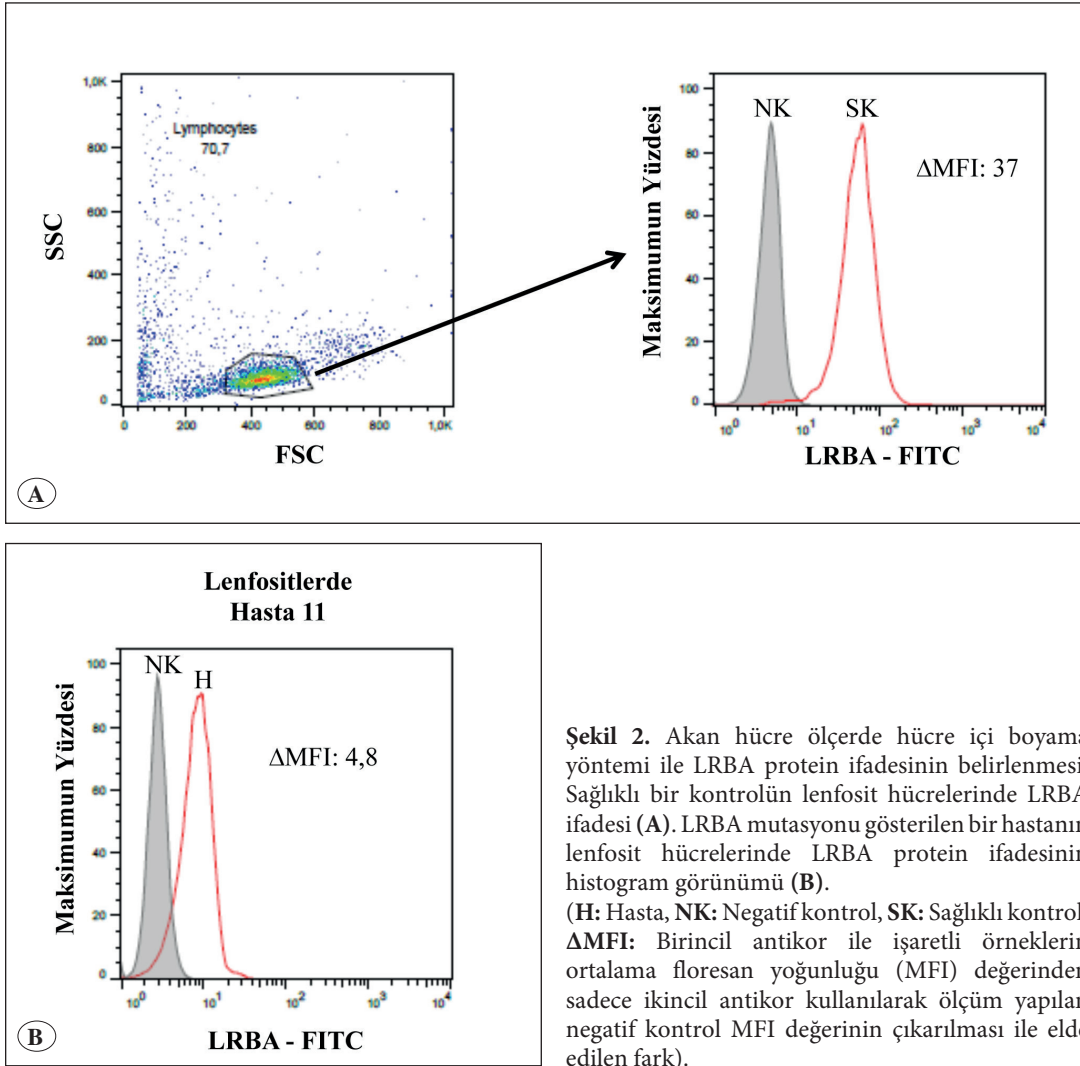 1,0K
800
600
400
200
0
Lymphocytes
70,7
SSC
0 200 400 600 800 1,0K
FSC
100
80
60
40
20
0
Maksimumun Yüzdesi
NK SK
ΔMFI: 37
10⁰ 10¹ 10² 10³ 10⁴
LRBA - FITC
A
Lenfositlerde
Hasta 11
100
80
60
40
20
0
Maksimumun Yüzdesi
NK H
ΔMFI: 4,8
10⁰ 10¹ 10² 10³ 10⁴
LRBA - FITC
B
Şekil 2. Akan hücre ölçerde hücre içi boyama
yöntemi ile LRBA protein ifadesinin belirlenmesi
Sağlıklı bir kontrolün lenfosit hücrelerinde LRBA
ifadesi (A). LRBA mutasyonu gösterilen bir hastanın
lenfosit hücrelerinde LRBA protein ifadesinin
histogram görünümü (B).
(H: Hasta, NK: Negatif kontrol, SK: Sağlıklı kontrol
ΔMFI: Birincil antikor ile işaretli örneklerin
ortalama floresan yoğunluğu (MFI) değerinden
sadece ikincil antikor kullanılarak ölçüm yapılan
negatif kontrol MFI değerinin çıkarılması ile elde
edilen fark).